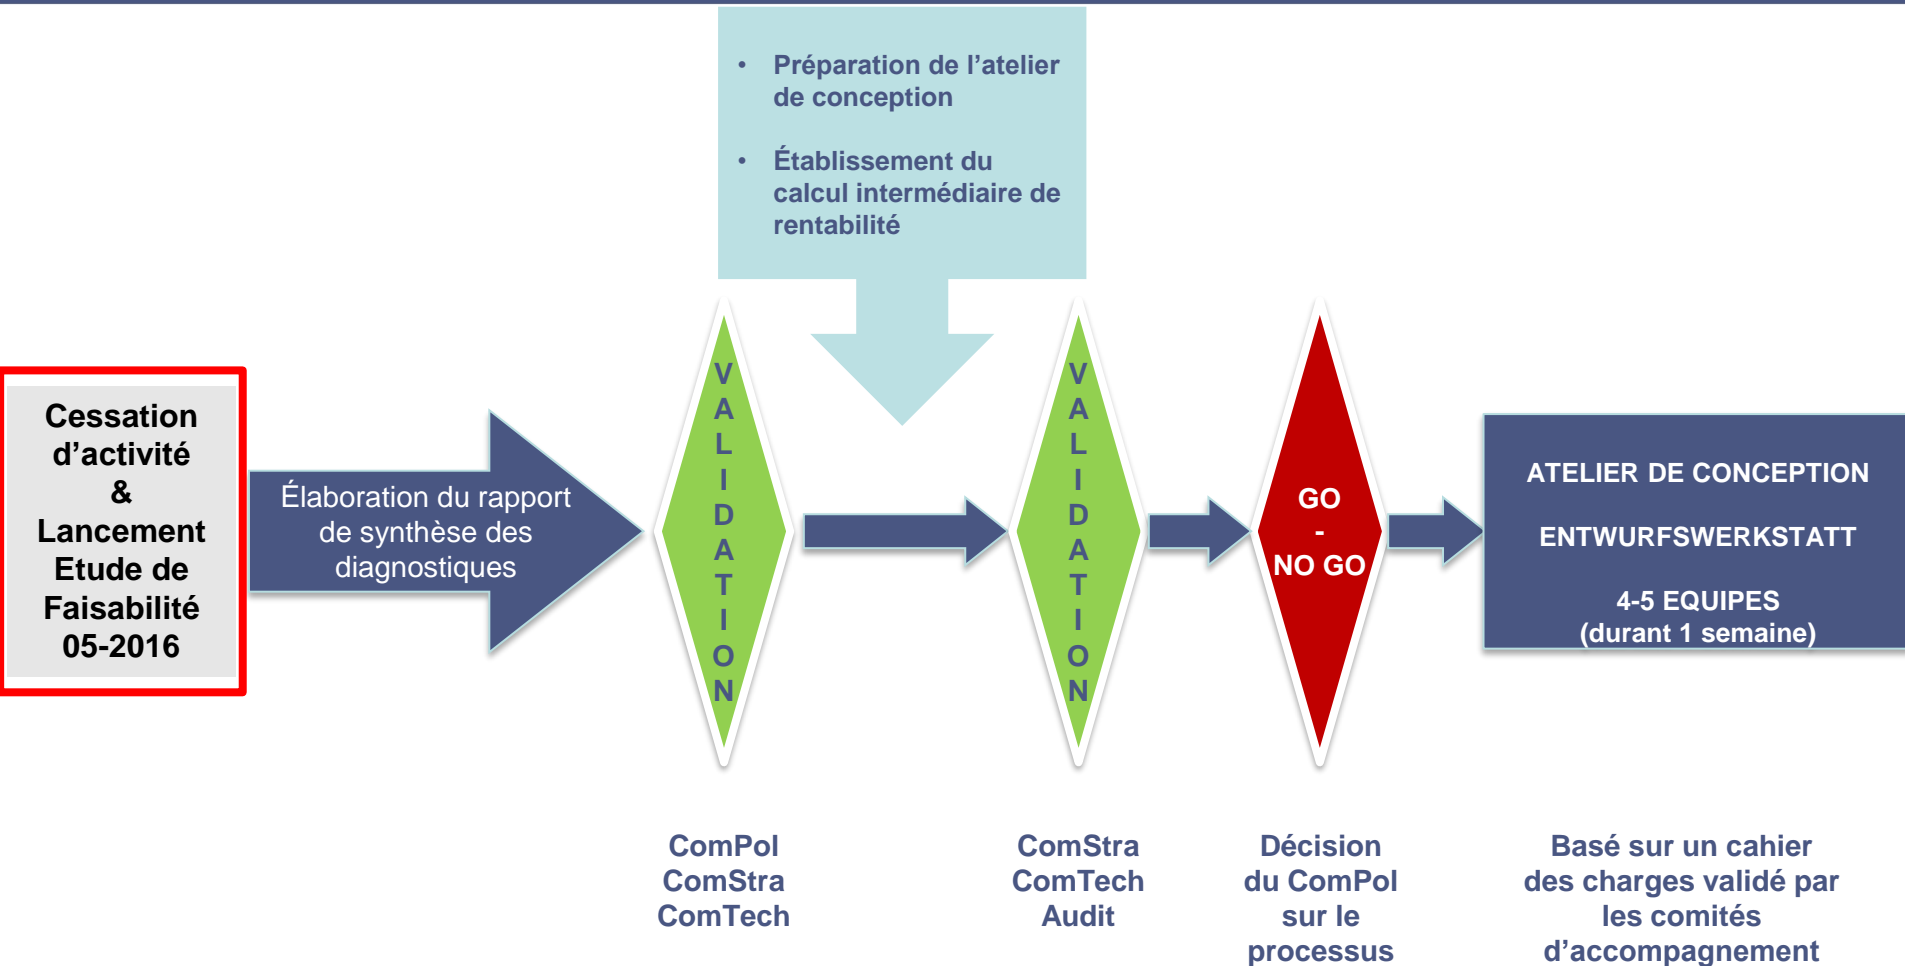 • Préparation de l’atelier
de conception
• Établissement du
calcul intermédiaire de
rentabilité
Cessation
d’activité
&
Lancement
Etude de
Faisabilité
05-2016
Élaboration du rapport
de synthèse des
diagnostiques
V
A
L
I
D
A
T
I
O
N
V
A
L
I
D
A
T
I
O
N
GO
-
NO GO
ATELIER DE CONCEPTION
ENTWURFSWERKSTATT
4-5 EQUIPES
(durant 1 semaine)
ComPol
ComStra
ComTech
ComStra
ComTech
Audit
Décision
du ComPol
sur le
processus
Basé sur un cahier
des charges validé par
les comités
d’accompagnement